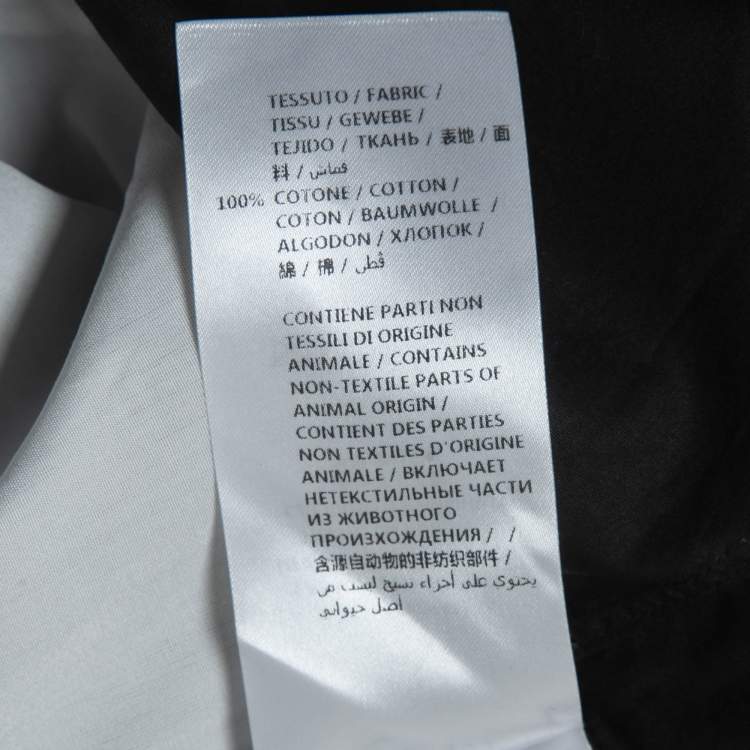 TESSUTO / FABRIC /
TISSU / GEWEBE /
TEJIDO / ТКАНЬ / 表地 / 面
料 / قماش
100% COTONE / COTTON /
COTON / BAUMWOLLE /
ALGODON / ХЛОПОК /
綿 / 棉 / قطن
CONTIENE PARTI NON
TESSILI DI ORIGINE
ANIMALE / CONTAINS
NON-TEXTILE PARTS OF
ANIMAL ORIGIN /
CONTIENT DES PARTIES
NON TEXTILES D'ORIGINE
ANIMALE / ВКЛЮЧАЕТ
НЕТЕКСТИЛЬНЫЕ ЧАСТИ
ИЗ ЖИВОТНОГО
ПРОИЗХОЖДЕНИЯ / /
含源自动物的非纺织部件 /
يحتوي على أجزاء نسيج ليست من
أصل حيواني